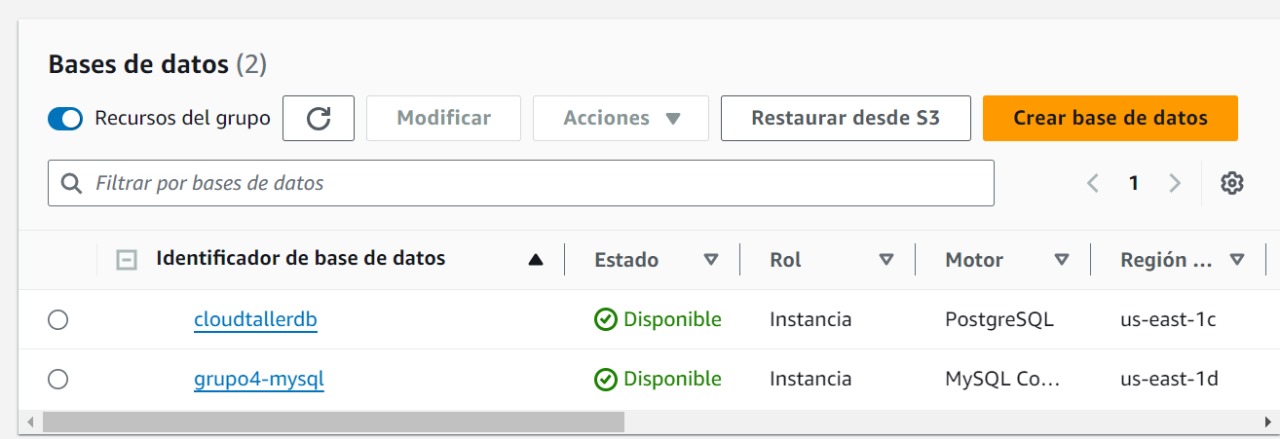 Bases de datos (2)
Recursos del grupo Modificar Acciones Restaurar desde S3 Crear base de datos
Filtrar por bases de datos 1
Identificador de base de datos Estado Rol Motor Región ...
cloudtallerdb Disponible Instancia PostgreSQL us-east-1c
grupo4-mysql Disponible Instancia MySQL Co... us-east-1d